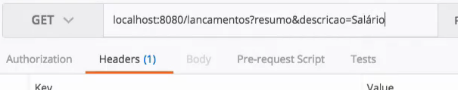 GET localhost:8080/lancamentos?resumo&descricao=Salário
Authorization Headers (1) Body Pre-request Script Tests
Key Value